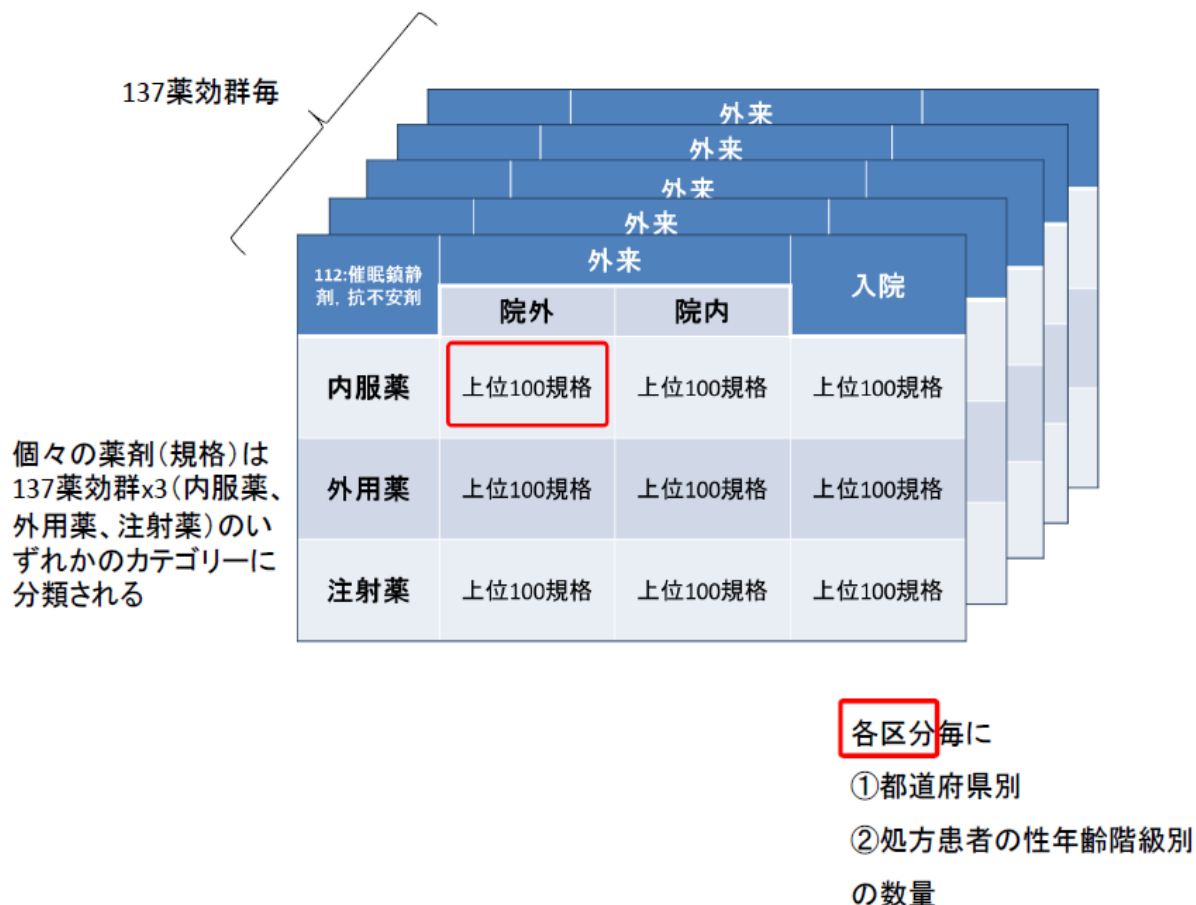 137薬効群毎
外来
外来
外来
外来
112:催眠鎮静
剤, 抗不安剤
外来
入院
院外
院内
内服薬
上位100規格
上位100規格
上位100規格
外用薬
上位100規格
上位100規格
上位100規格
注射薬
上位100規格
上位100規格
上位100規格
個々の薬剤(規格)は
137薬効群x3(内服薬、
外用薬、注射薬)のい
ずれかのカテゴリーに
分類される
各区分毎に
①都道府県別
②処方患者の性年齢階級別
の数量